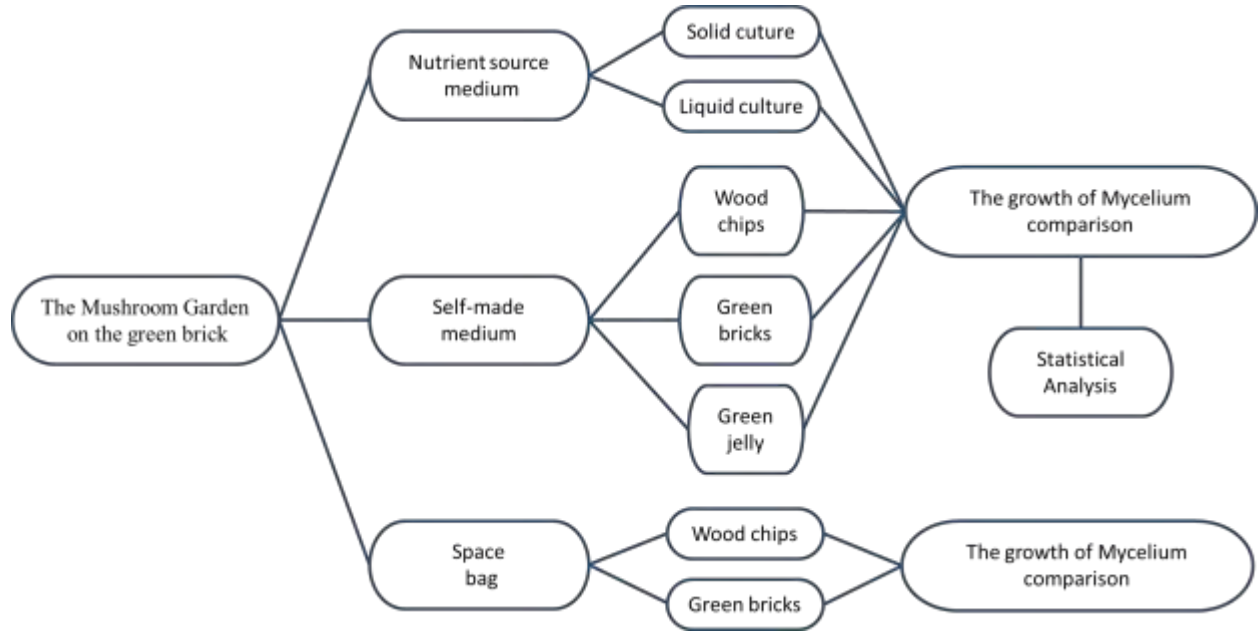 The Mushroom Garden
on the green brick
Nutrient source
medium
Solid cuture
Liquid culture
Self-made
medium
Wood
chips
Green
bricks
Green
jelly
The growth of Mycelium
comparison
Statistical
Analysis
Space
bag
Wood chips
Green bricks
The growth of Mycelium
comparison